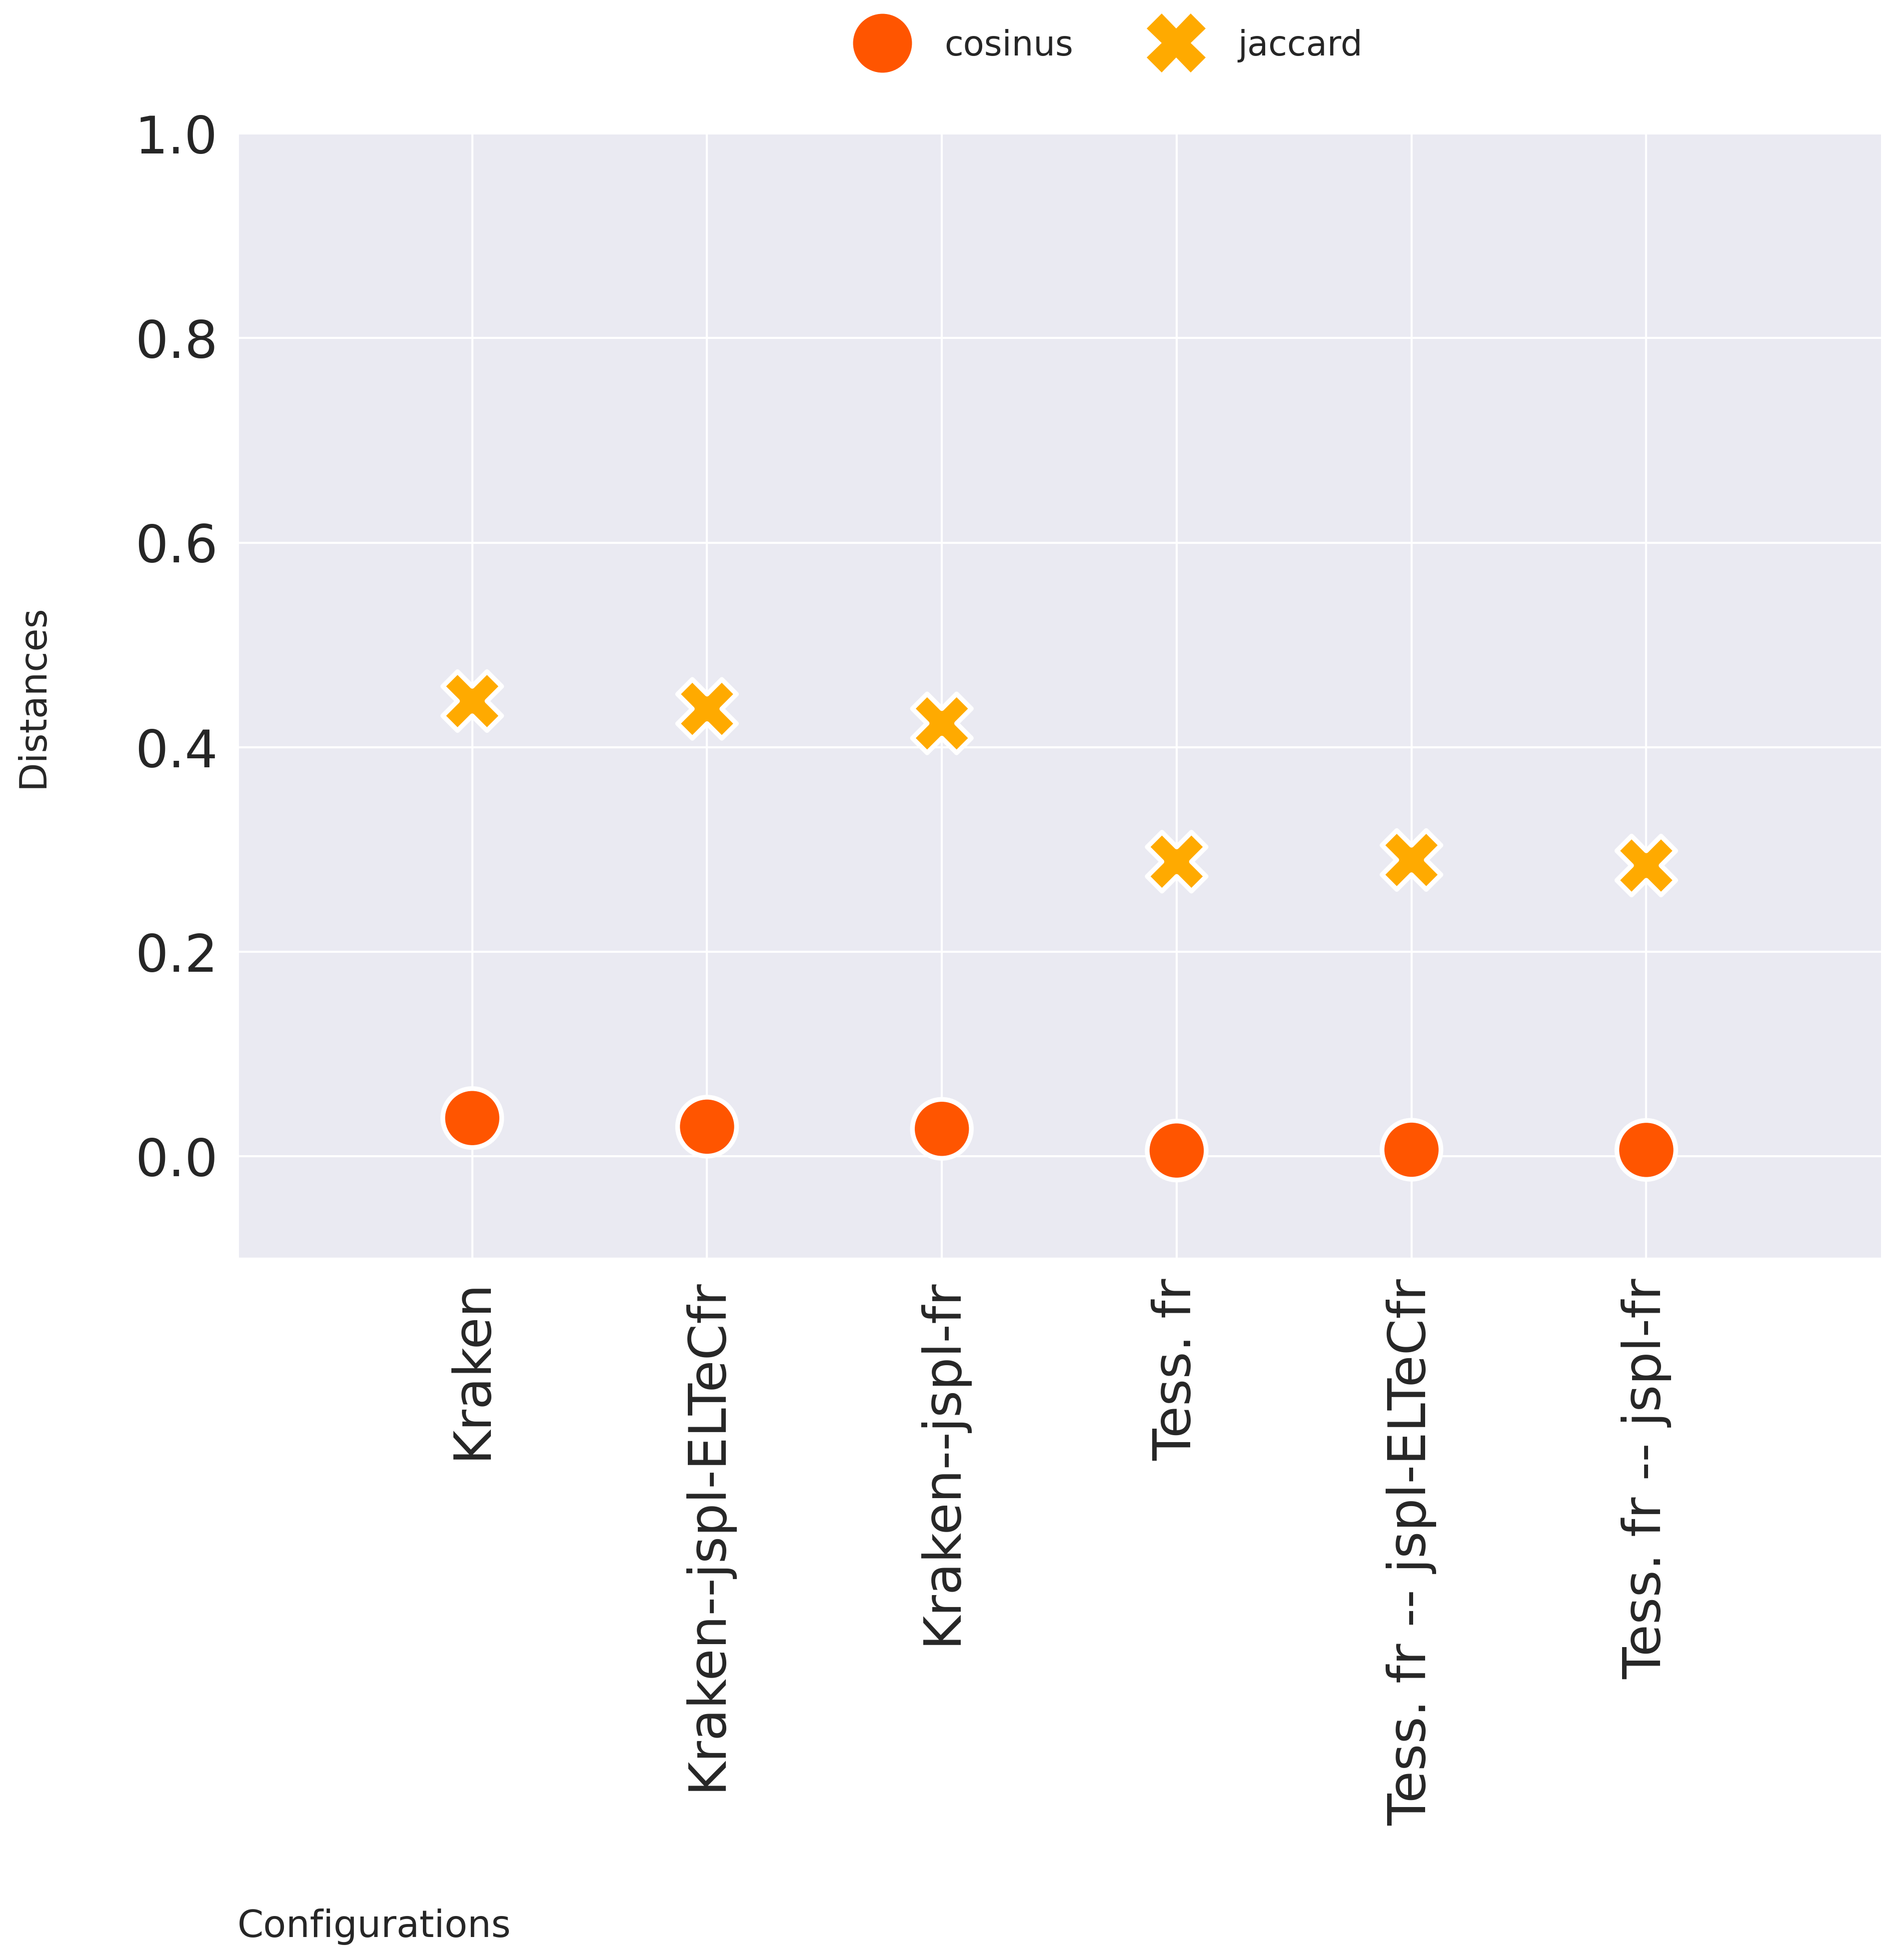 cosinus jaccard
1.0
0.8
0.6
0.4
0.2
0.0
Distances
Kraken
Kraken--jspl-ELTeCfr
Kraken--jspl-fr
Tess. fr
Tess. fr -- jspl-ELTeCfr
Tess. fr -- jspl-fr
Configurations